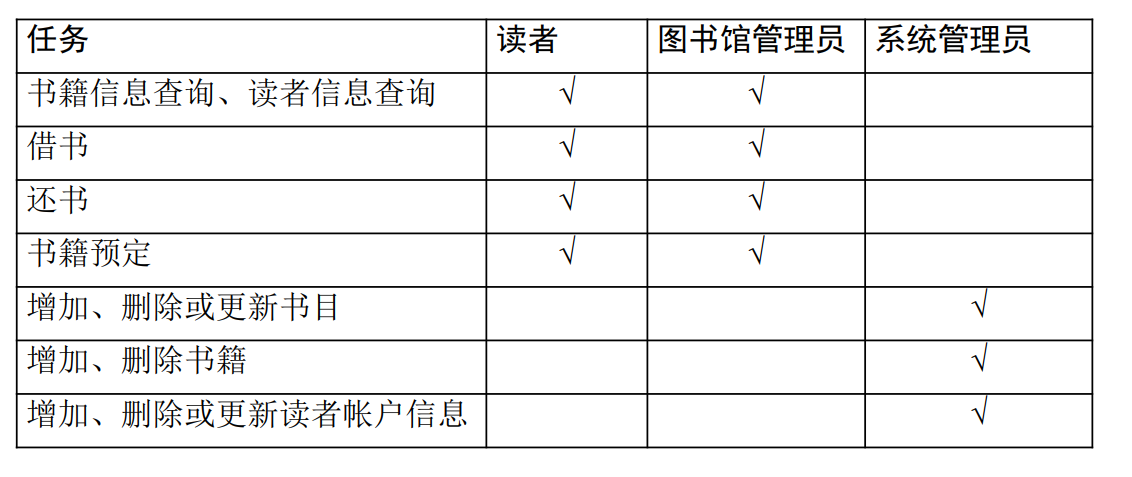 任务 读者 图书馆管理员 系统管理员
书籍信息查询、读者信息查询 √ √
借书 √ √
还书 √ √
书籍预定 √ √
增加、删除或更新书目 √
增加、删除书籍 √
增加、删除或更新读者帐户信息 √